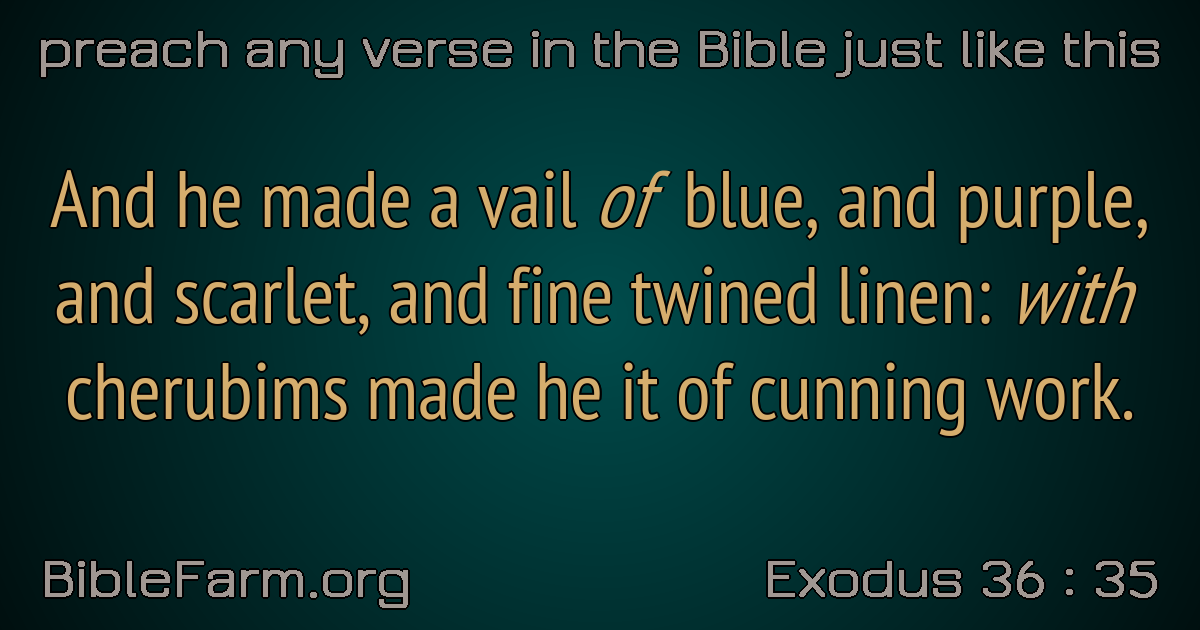 preach any verse in the Bible just like this
And he made a vail of blue, and purple,
and scarlet, and fine twined linen: with
cherubims made he it of cunning work.
BibleFarm.org
Exodus 36 : 35